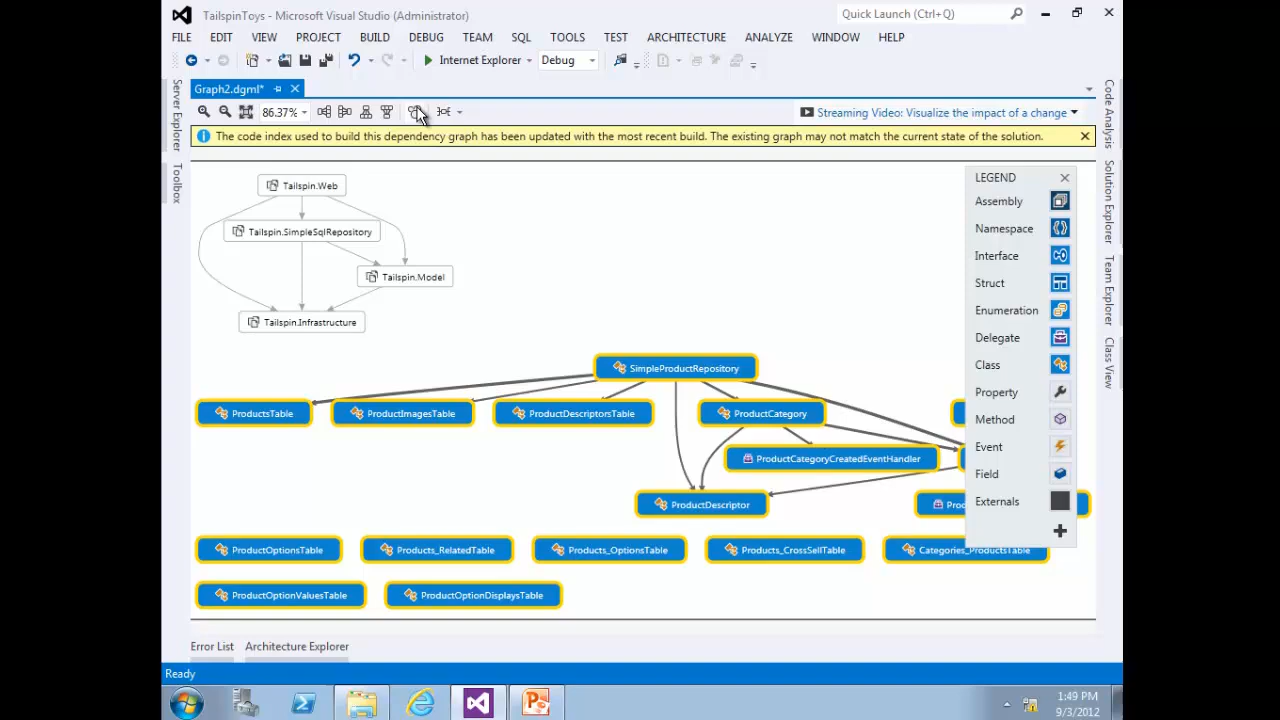 TailspinToys - Microsoft Visual Studio (Administrator)
Quick Launch (Ctrl+Q)
FILE EDIT VIEW PROJECT BUILD DEBUG TEAM SQL TOOLS TEST ARCHITECTURE ANALYZE WINDOW HELP
Internet Explorer Debug
Graph2.dgml*
86.37%
Streaming Video: Visualize the impact of a change
The code index used to build this dependency graph has been updated with the most recent build. The existing graph may not match the current state of the solution.
Server Explorer
Toolbox
Tailspin.Web
Tailspin.SimpleSqlRepository
Tailspin.Model
Tailspin.Infrastructure
SimpleProductRepository
ProductsTable
ProductImagesTable
ProductDescriptorsTable
ProductCategory
ProductCategoryCreatedEventHandler
ProductDescriptor
Proc
ProductOptionsTable
Products_RelatedTable
Products_OptionsTable
Products_CrossSellTable
Categories_ProductsTable
ProductOptionValuesTable
ProductOptionDisplaysTable
LEGEND
Assembly
Namespace
Interface
Struct
Enumeration
Delegate
Class
Property
Method
Event
Field
Externals
Code Analysis
Solution Explorer
Team Explorer
Class View
Error List Architecture Explorer
Ready
1:49 PM
9/3/2012